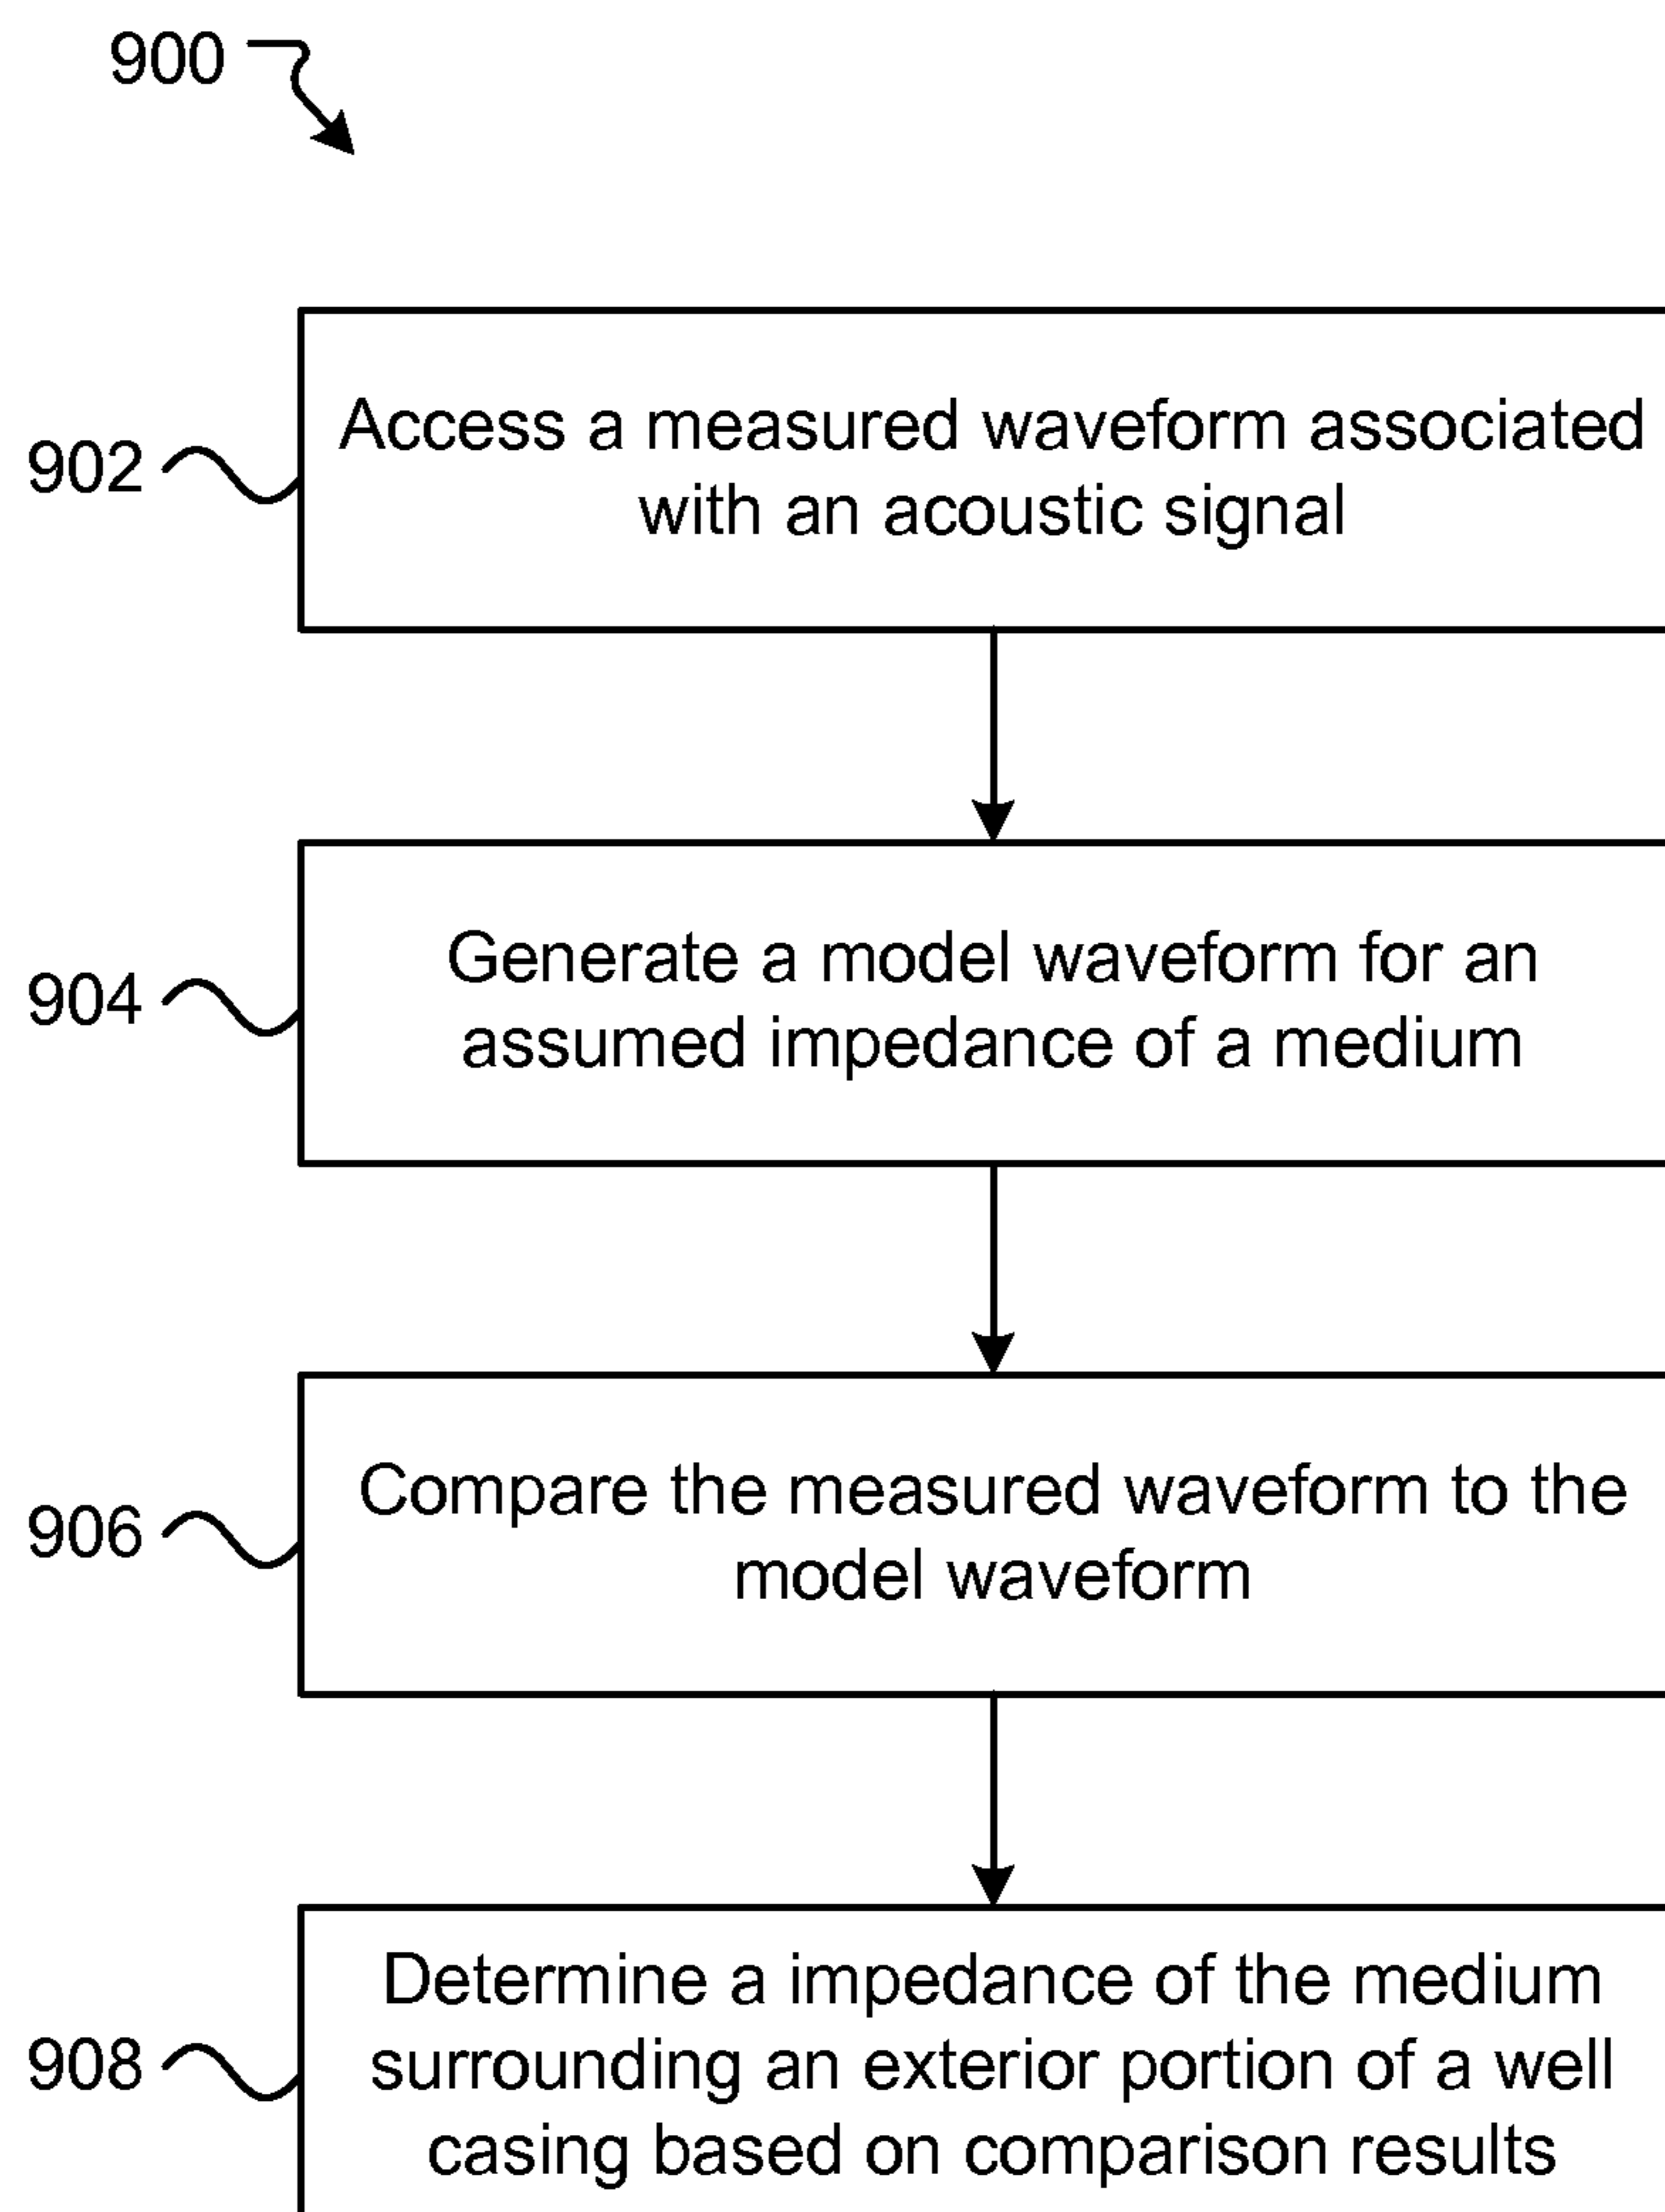 900
902
Access a measured waveform associated
with an acoustic signal
904
Generate a model waveform for an
assumed impedance of a medium
906
Compare the measured waveform to the
model waveform
908
Determine a impedance of the medium
surrounding an exterior portion of a well
casing based on comparison results